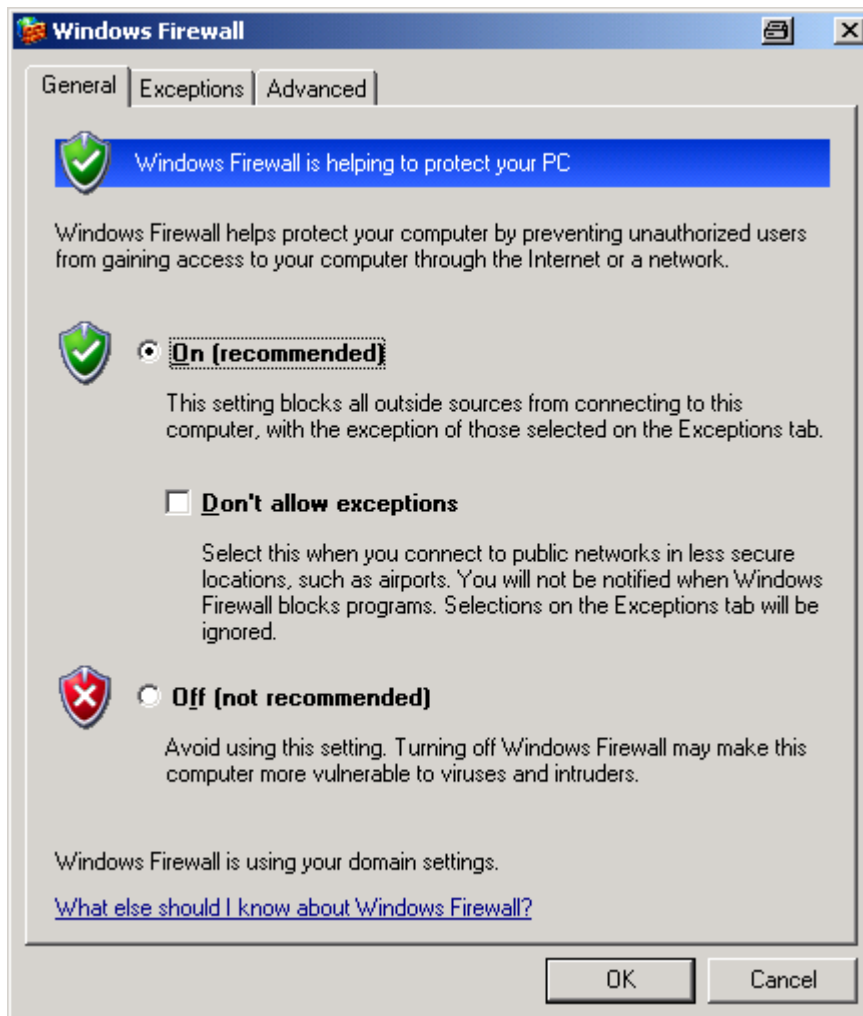 Windows Firewall
General
Exceptions
Advanced
Windows Firewall is helping to protect your PC
Windows Firewall helps protect your computer by preventing unauthorized users
from gaining access to your computer through the Internet or a network.
On (recommended)
This setting blocks all outside sources from connecting to this
computer, with the exception of those selected on the Exceptions tab.
Don't allow exceptions
Select this when you connect to public networks in less secure
locations, such as airports. You will not be notified when Windows
Firewall blocks programs. Selections on the Exceptions tab will be
ignored.
Off (not recommended)
Avoid using this setting. Turning off Windows Firewall may make this
computer more vulnerable to viruses and intruders.
Windows Firewall is using your domain settings.
What else should I know about Windows Firewall?
OK
Cancel